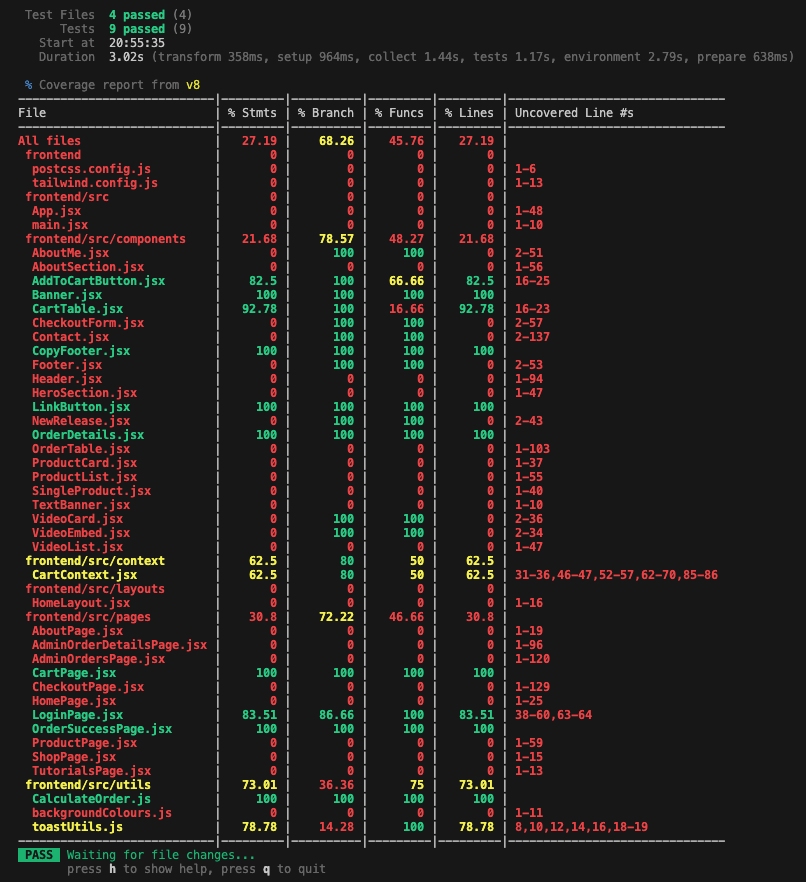 Test Files 4 passed (4)
Tests 9 passed (9)
Start at 20:55:35
Duration 3.02s (transform 358ms, setup 964ms, collect 1.44s, tests 1.17s, environment 2.79s, prepare 638ms)
% Coverage report from v8
File | % Stmts | % Branch | % Funcs | % Lines | Uncovered Line #s
All files | 27.19 | 68.26 | 45.76 | 27.19 |
frontend | 0 | 0 | 0 | 0 |
postcss.config.js | 0 | 0 | 0 | 0 | 1-6
tailwind.config.js | 0 | 0 | 0 | 0 | 1-13
frontend/src | 0 | 0 | 0 | 0 |
App.jsx | 0 | 0 | 0 | 0 | 1-48
main.jsx | 0 | 0 | 0 | 0 | 1-10
frontend/src/components | 21.68 | 78.57 | 48.27 | 21.68 |
AboutMe.jsx | 0 | 100 | 100 | 0 | 2-51
AboutSection.jsx | 0 | 0 | 0 | 0 | 1-56
AddToCartButton.jsx | 82.5 | 100 | 66.66 | 82.5 | 16-25
Banner.jsx | 100 | 100 | 100 | 100 |
CartTable.jsx | 92.78 | 100 | 16.66 | 92.78 | 16-23
CheckoutForm.jsx | 0 | 100 | 100 | 0 | 2-57
Contact.jsx | 0 | 100 | 100 | 0 | 2-137
CopyFooter.jsx | 100 | 100 | 100 | 100 |
Footer.jsx | 0 | 100 | 100 | 0 | 2-53
Header.jsx | 0 | 0 | 0 | 0 | 1-94
HeroSection.jsx | 0 | 0 | 0 | 0 | 1-47
LinkButton.jsx | 100 | 100 | 100 | 100 |
NewRelease.jsx | 0 | 100 | 100 | 0 | 2-43
OrderDetails.jsx | 100 | 100 | 100 | 100 |
OrderTable.jsx | 0 | 0 | 0 | 0 | 1-103
ProductCard.jsx | 0 | 0 | 0 | 0 | 1-37
ProductList.jsx | 0 | 0 | 0 | 0 | 1-55
SingleProduct.jsx | 0 | 0 | 0 | 0 | 1-40
TextBanner.jsx | 0 | 0 | 0 | 0 | 1-10
VideoCard.jsx | 0 | 100 | 100 | 0 | 2-36
VideoEmbed.jsx | 0 | 100 | 100 | 0 | 2-34
VideoList.jsx | 0 | 0 | 0 | 0 | 1-47
frontend/src/context | 62.5 | 80 | 50 | 62.5 |
CartContext.jsx | 62.5 | 80 | 50 | 62.5 | 31-36,46-47,52-57,62-70,85-86
frontend/src/layouts | 0 | 0 | 0 | 0 |
HomeLayout.jsx | 0 | 0 | 0 | 0 | 1-16
frontend/src/pages | 30.8 | 72.22 | 46.66 | 30.8 |
AboutPage.jsx | 0 | 0 | 0 | 0 | 1-19
AdminOrderDetailsPage.jsx | 0 | 0 | 0 | 0 | 1-96
AdminOrdersPage.jsx | 0 | 0 | 0 | 0 | 1-120
CartPage.jsx | 100 | 100 | 100 | 100 |
CheckoutPage.jsx | 0 | 0 | 0 | 0 | 1-129
HomePage.jsx | 0 | 0 | 0 | 0 | 1-25
LoginPage.jsx | 83.51 | 86.66 | 100 | 83.51 | 38-60,63-64
OrderSuccessPage.jsx | 100 | 100 | 100 | 100 |
ProductPage.jsx | 0 | 0 | 0 | 0 | 1-59
ShopPage.jsx | 0 | 0 | 0 | 0 | 1-15
TutorialsPage.jsx | 0 | 0 | 0 | 0 | 1-13
frontend/src/utils | 73.01 | 36.36 | 75 | 73.01 |
CalculateOrder.js | 100 | 100 | 100 | 100 |
backgroundColours.js | 0 | 0 | 0 | 0 | 1-11
toastUtils.js | 78.78 | 14.28 | 100 | 78.78 | 8,10,12,14,16,18-19
PASS Waiting for file changes...
press h to show help, press q to quit